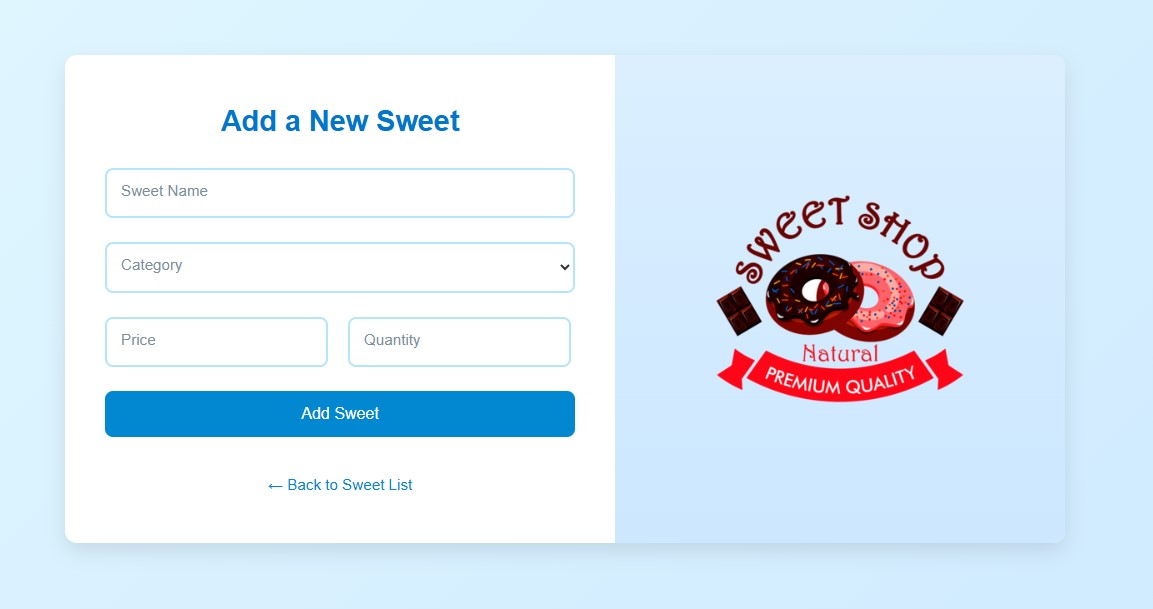 Add a New Sweet
Sweet Name
Category
Price
Quantity
Add Sweet
← Back to Sweet List
SWEET SHOP
Natural
PREMIUM QUALITY